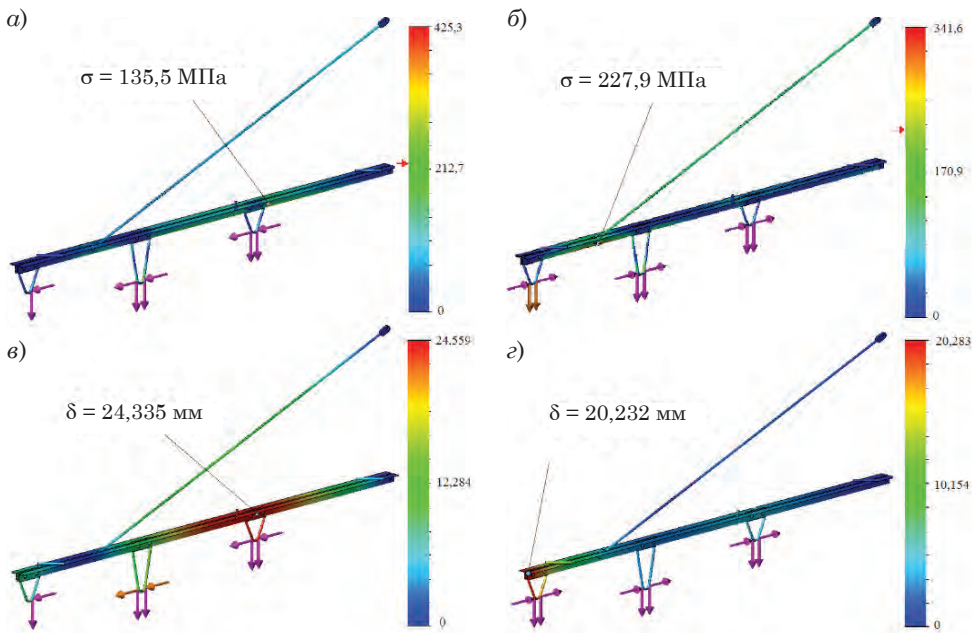 а)
425,3
σ = 135,5 МПа
212,7
0
б)
341,6
σ = 227,9 МПа
170,9
0
в)
24,559
δ = 24,335 мм
12,284
0
г)
20,283
δ = 20,232 мм
10,154
0